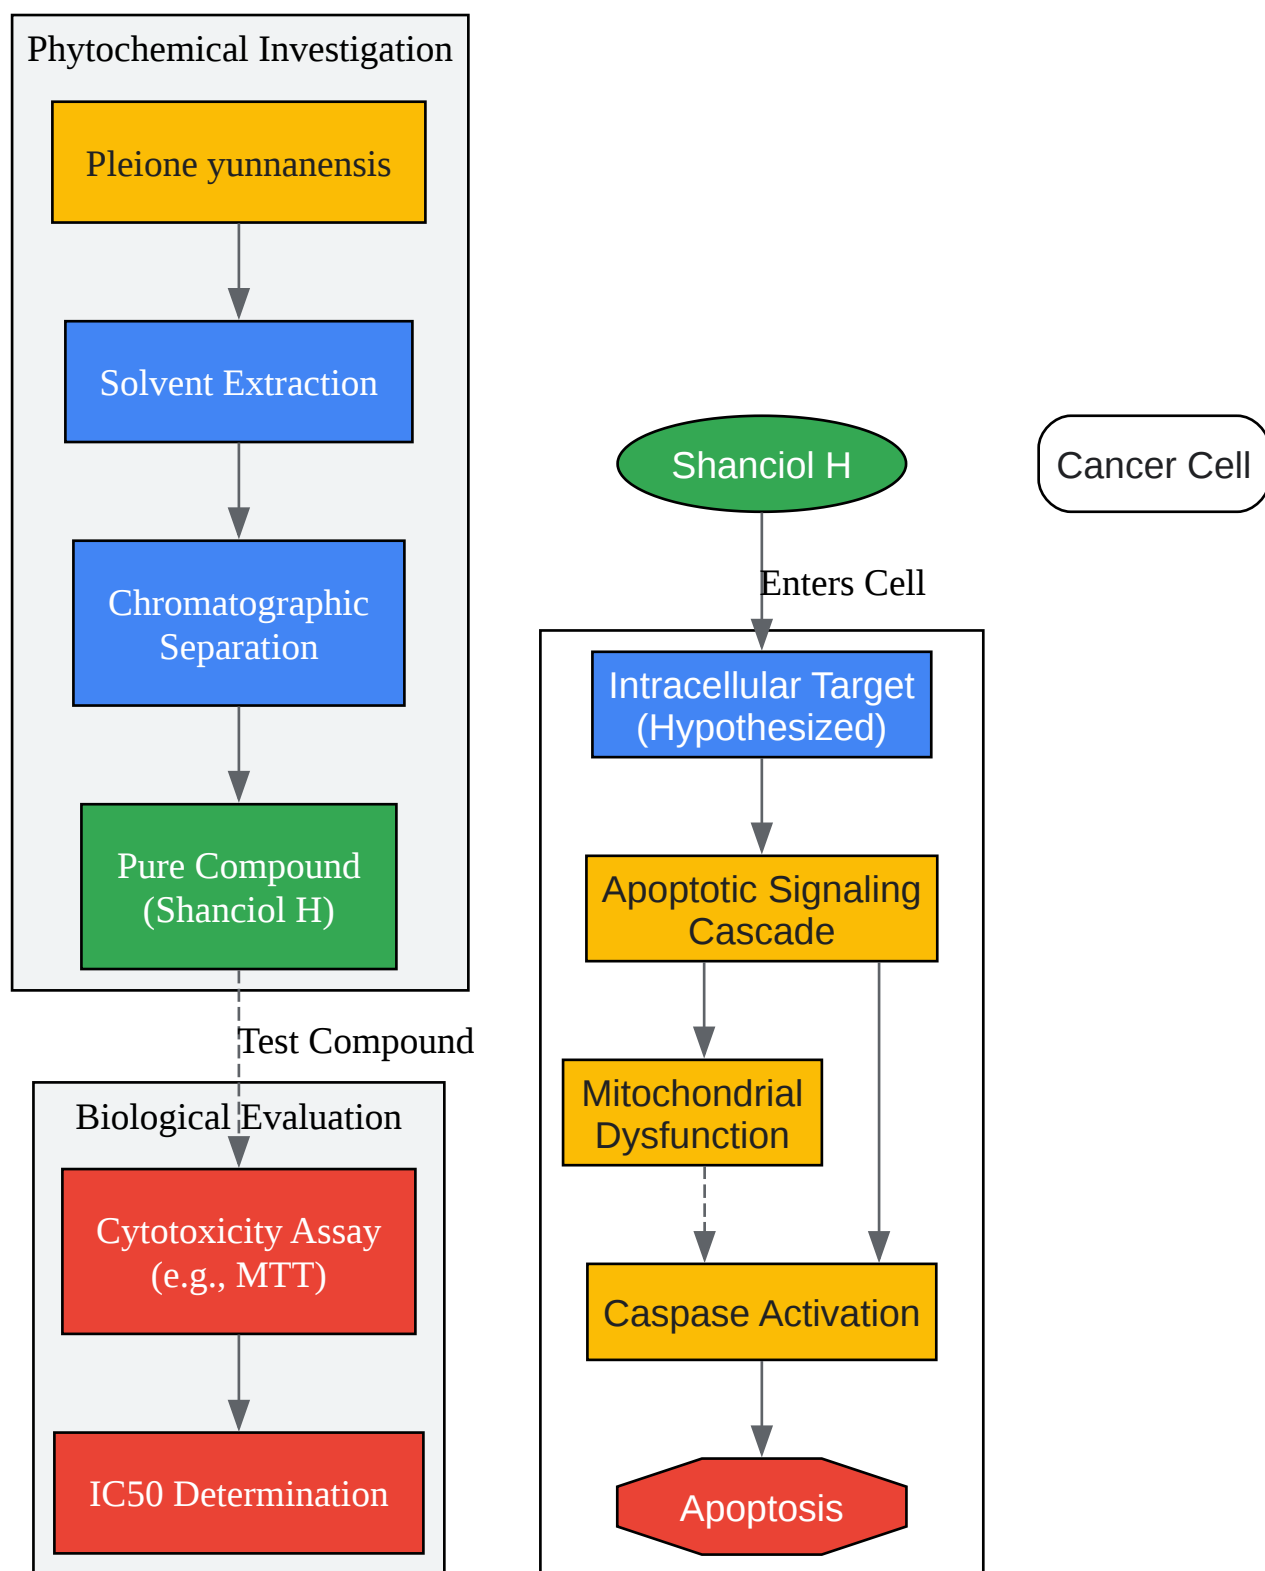 Phytochemical Investigation
Pleione yunnanensis
Solvent Extraction
Chromatographic
Separation
Pure Compound
(Shanciol H)
Test Compound
Biological Evaluation
Cytotoxicity Assay
(e.g., MTT)
IC50 Determination
Shanciol H
Enters Cell
Intracellular Target
(Hypothesized)
Apoptotic Signaling
Cascade
Mitochondrial
Dysfunction
Caspase Activation
Apoptosis
Cancer Cell